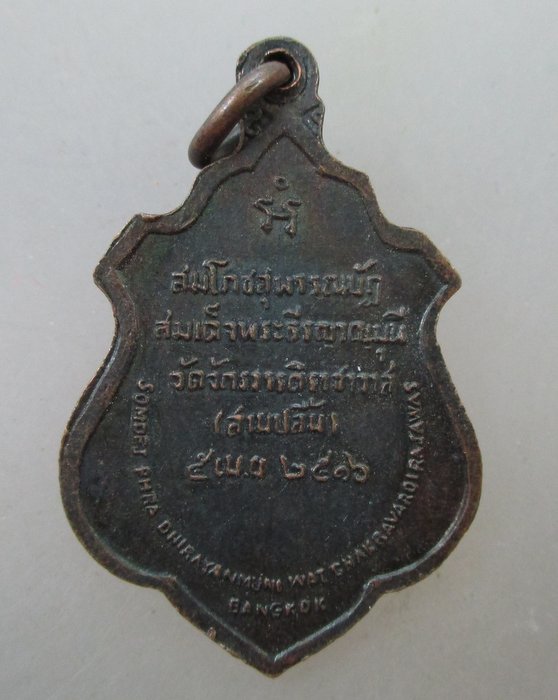 สมโภชสุพรรณบัฏ
สมเด็จพระธีรญาณมุนี
วัดจักรวรรดิราชาวาส
(สามปลื้ม)
๕ เม.ย. ๒๕๑๖
SOMDET PHRA DHIRAYANMUNI WAT CHAKRAVARDIRAJAWAS
BANGKOK